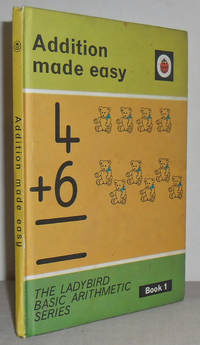 Addition
made easy
4
+6
THE LADYBIRD
BASIC ARITHMETIC
SERIES
Book 1
Addition made easy